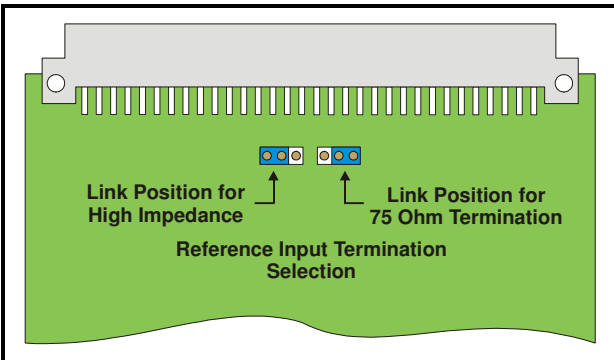 Link Position for
High Impedance
Link Position for
75 Ohm Termination
Reference Input Termination
Selection